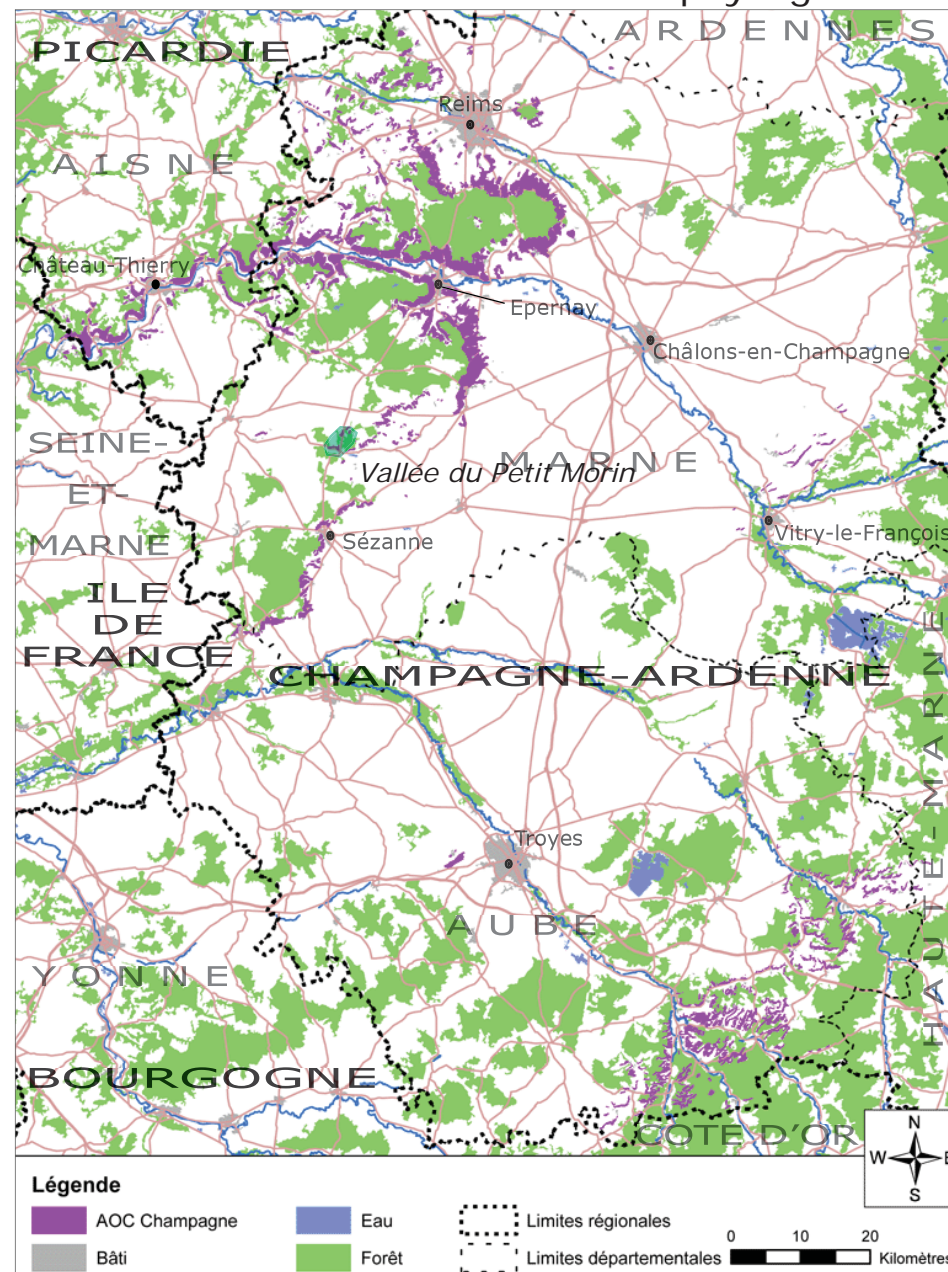 ARDENNES
PICARDIE
Reims
AISNE
Château-Thierry
Epernay
Châlons-en-Champagne
SEINE-
ET-
MARNE
MARNE
Vallée du Petit Morin
Sézanne
Vitry-le-François
ILE
DE
FRANCE
CHAMPAGNE-ARDENNE
HAUTE-MARNE
Troyes
AUBE
YONNE
BOURGOGNE
COTE D'OR
N
W E
S
Légende
AOC Champagne
Eau
Limites régionales
0 10 20
Bâti
Forêt
Limites départementales
Kilomètres